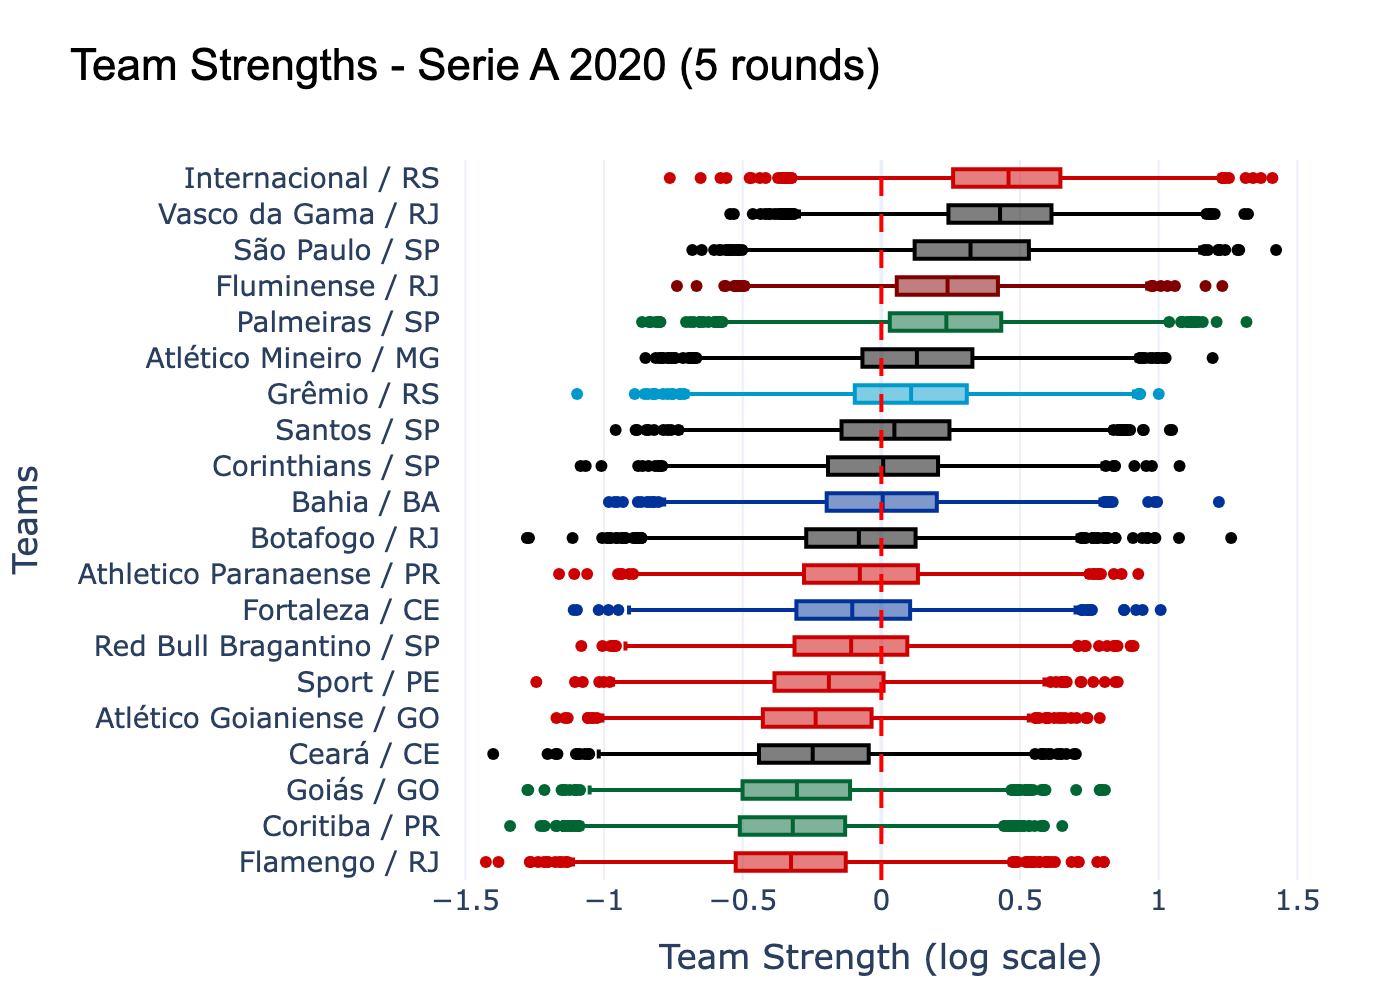 Team Strengths - Serie A 2020 (5 rounds)
Internacional / RS
Vasco da Gama / RJ
São Paulo / SP
Fluminense / RJ
Palmeiras / SP
Atlético Mineiro / MG
Grêmio / RS
Santos / SP
Corinthians / SP
Bahia / BA
Botafogo / RJ
Athletico Paranaense / PR
Fortaleza / CE
Red Bull Bragantino / SP
Sport / PE
Atlético Goianiense / GO
Ceará / CE
Goiás / GO
Coritiba / PR
Flamengo / RJ
Teams
−1.5 −1 −0.5 0 0.5 1 1.5
Team Strength (log scale)